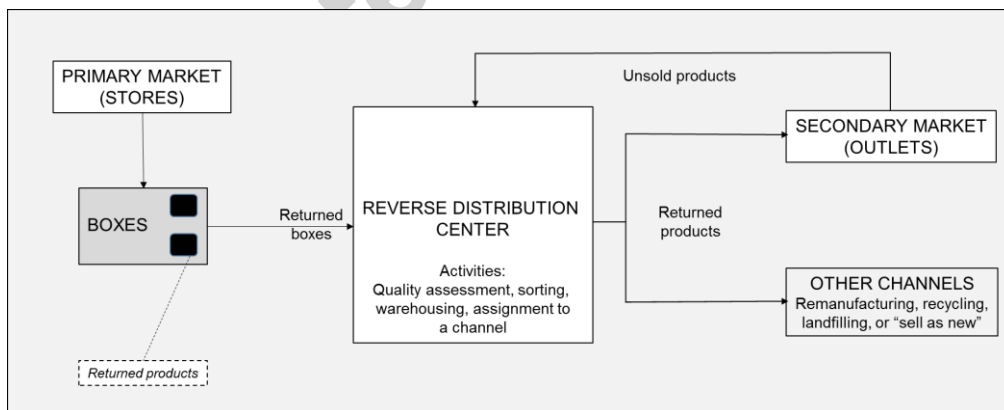 Unsold products
PRIMARY MARKET
(STORES)
SECONDARY MARKET
(OUTLETS)
BOXES
Returned
boxes
REVERSE DISTRIBUTION
CENTER
Activities:
Quality assessment, sorting,
warehousing, assignment to
a channel
Returned
products
OTHER CHANNELS
Remanufacturing, recycling,
landfilling, or “sell as new”
Returned products